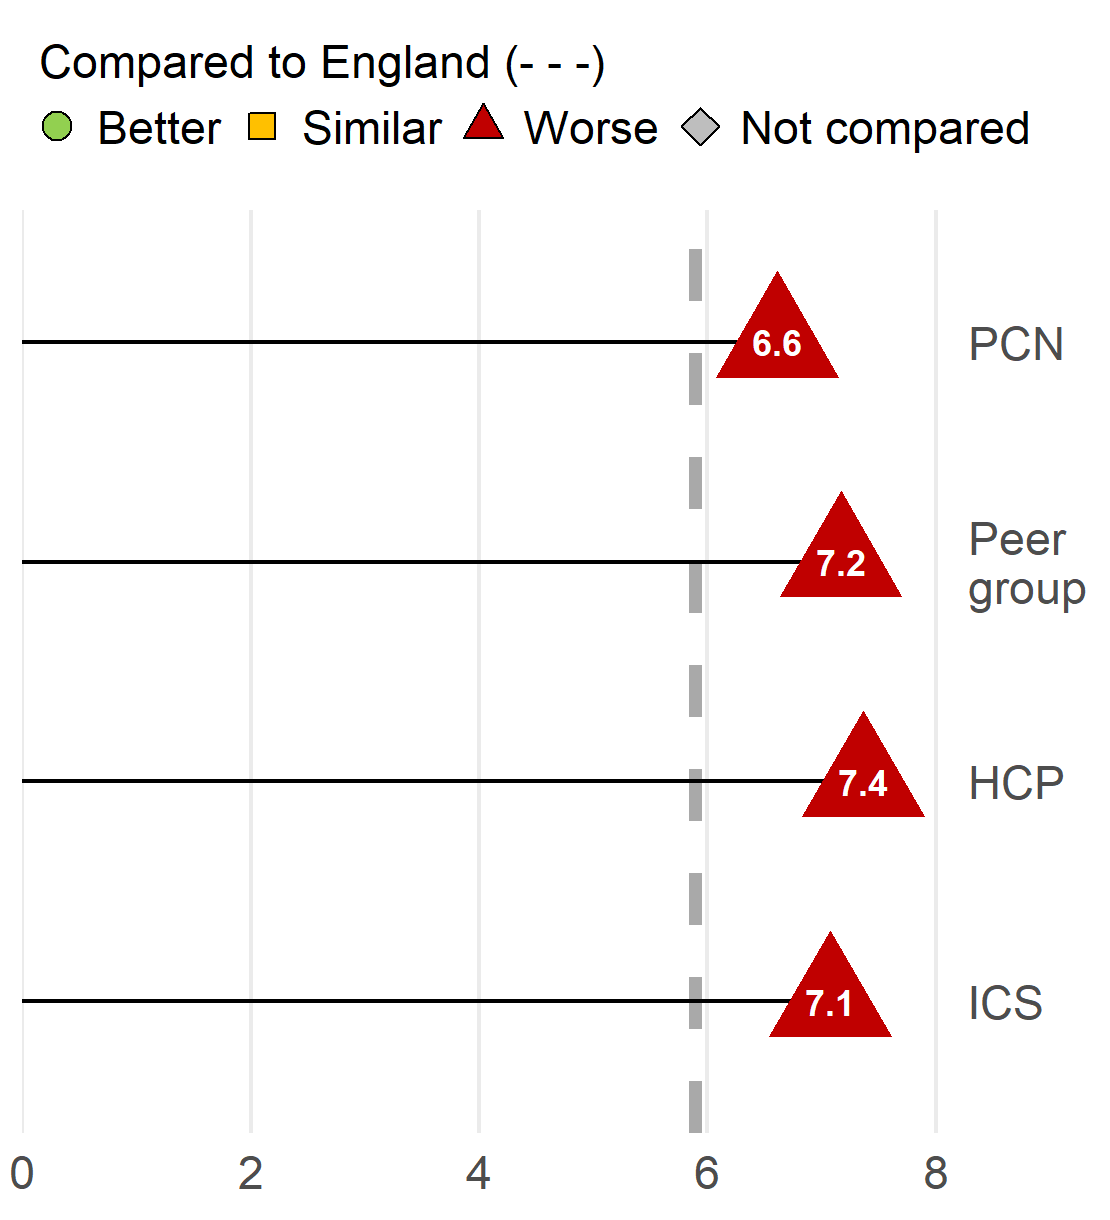 Compared to England (- - -)
Better Similar Worse Not compared
6.6 PCN
7.2 Peer
group
7.4 HCP
7.1 ICS
0 2 4 6 8